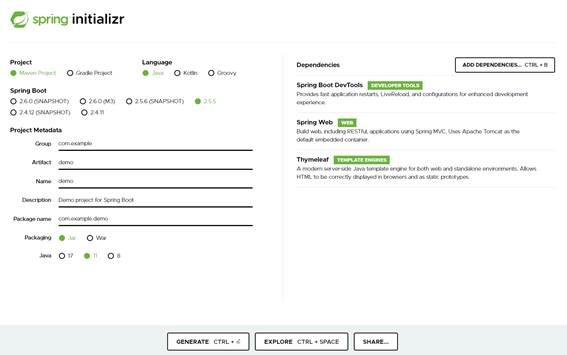 spring initializr
Project
Maven Project Gradle Project
Language
Java Kotlin Groovy
Spring Boot
2.6.0 (SNAPSHOT) 2.6.0 (M3) 2.5.6 (SNAPSHOT) 2.5.5
2.4.12 (SNAPSHOT) 2.4.11
Project Metadata
Group com.example
Artifact demo
Name demo
Description Demo project for Spring Boot
Package name com.example.demo
Packaging Jar War
Java 17 11 8
Dependencies
ADD DEPENDENCIES... CTRL + B
Spring Boot DevTools DEVELOPER TOOLS
Provides fast application restarts, LiveReload, and configurations for enhanced development
experience.
Spring Web WEB
Build web, including RESTful, applications using Spring MVC. Uses Apache Tomcat as the
default embedded container.
Thymeleaf TEMPLATE ENGINES
A modern server-side Java template engine for both web and standalone environments. Allows
HTML to be correctly displayed in browsers and as static prototypes.
GENERATE CTRL + ⏎
EXPLORE CTRL + SPACE
SHARE...